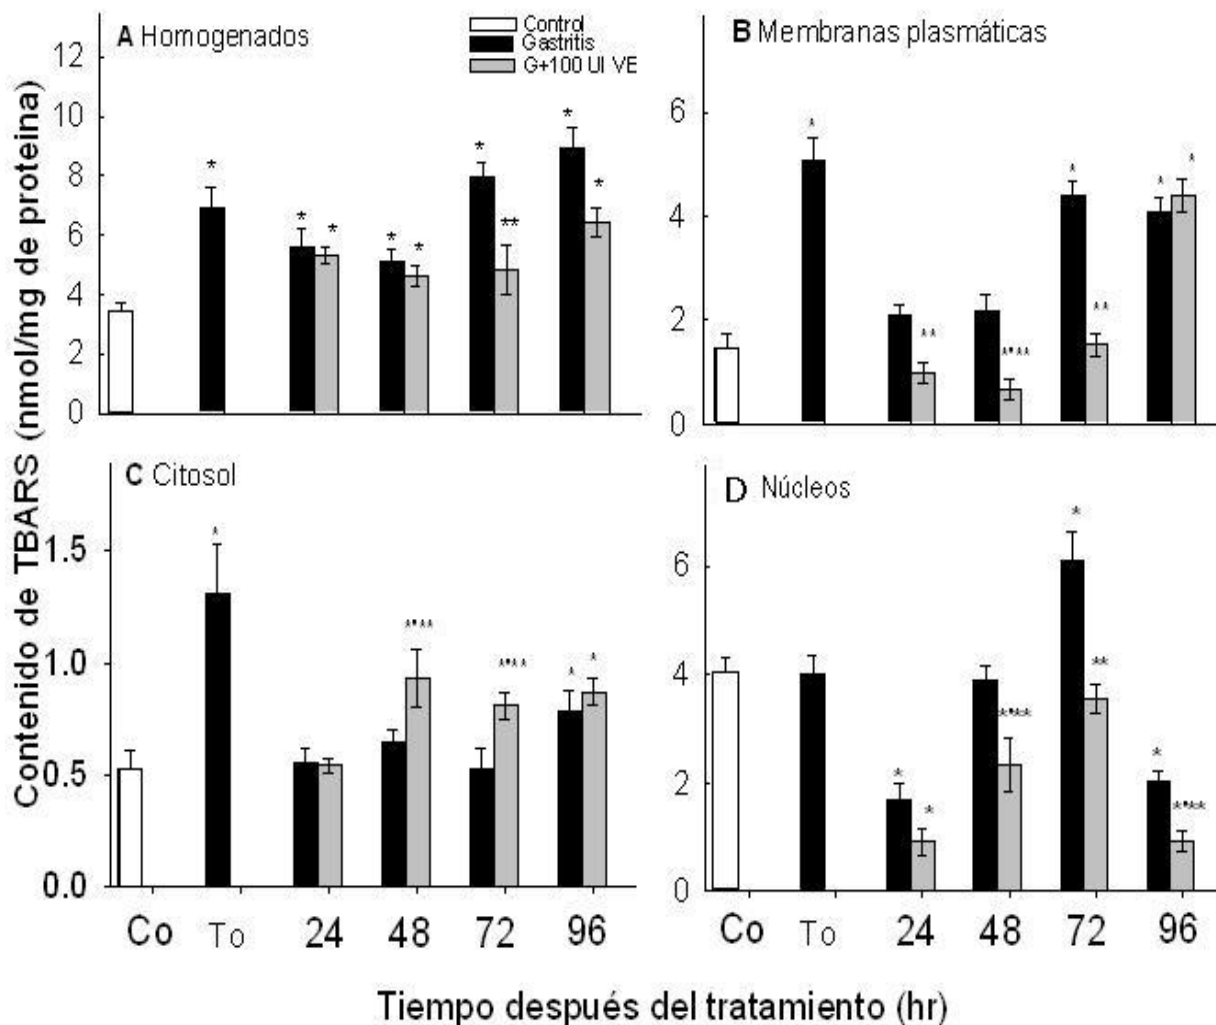 Control
Gastritis
G+100 UI VE
A Homogenados
B Membranas plasmáticas
12
10
8
6
4
2
0
6
4
2
0
* * * * * * * ** * *
* ** *'** * ** * *
C Citosol
D Núcleos
1.5
1.0
0.5
0.0
6
4
2
0
* *'** *'** * *
* * *'** * ** * *'**
Contenido de TBARS (nmol/mg de proteina)
Co To 24 48 72 96
Co To 24 48 72 96
Tiempo después del tratamiento (hr)